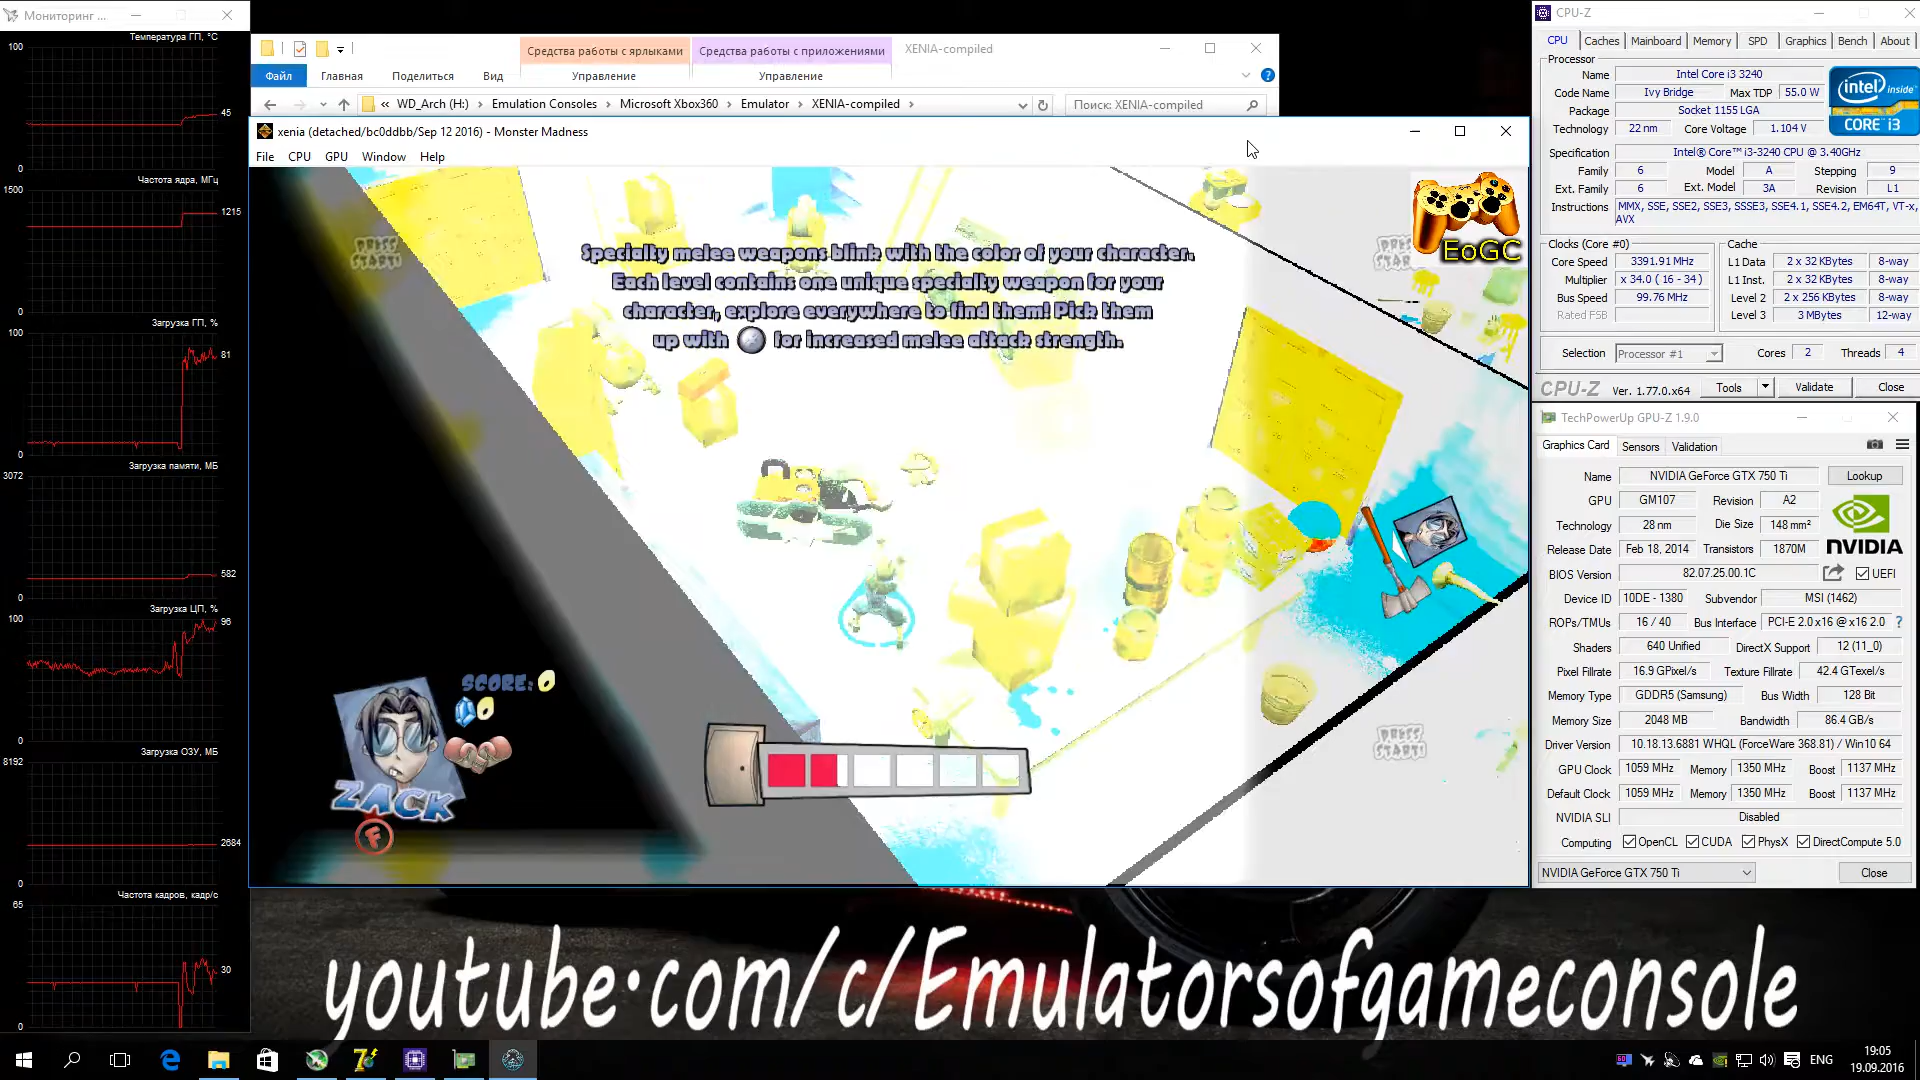 Мониторинг ...
Температура ГП, °C
100
45
0
Частота ядра, МГц
1500
1215
0
Загрузка ГП, %
100
81
0
Загрузка памяти, МБ
3072
582
0
Загрузка ЦП, %
100
96
0
Загрузка ОЗУ, МБ
8192
2684
0
Частота кадров, кадр/с
65
30
0
Средства работы с ярлыками
Средства работы с приложениями
XENIA-compiled
Файл
Главная
Поделиться
Вид
Управление
Управление
« WD_Arch (H:) › Emulation Consoles › Microsoft Xbox360 › Emulator › XENIA-compiled ›
Поиск: XENIA-compiled
xenia (detached/bc0ddbb/Sep 12 2016) - Monster Madness
File CPU GPU Window Help
PRESS START!
Specialty melee weapons blink with the color of your character.
Each level contains one unique specialty weapon for your
character, explore everywhere to find them! Pick them
up with for increased melee attack strength.
EoGC
PRESS START!
SCORE: 0
0
ZACK
F
PRESS START!
CPU-Z
CPU Caches Mainboard Memory SPD Graphics Bench About
Processor
Name Intel Core i3 3240
Code Name Ivy Bridge Max TDP 55.0 W
Package Socket 1155 LGA
Technology 22 nm Core Voltage 1.104 V
intel inside™
CORE i3
Specification Intel® Core™ i3-3240 CPU @ 3.40GHz
Family 6 Model A Stepping 9
Ext. Family 6 Ext. Model 3A Revision L1
Instructions MMX, SSE, SSE2, SSE3, SSSE3, SSE4.1, SSE4.2, EM64T, VT-x,
AVX
Clocks (Core #0) Cache
Core Speed 3391.91 MHz L1 Data 2 x 32 KBytes 8-way
Multiplier x 34.0 ( 16 - 34 ) L1 Inst. 2 x 32 KBytes 8-way
Bus Speed 99.76 MHz Level 2 2 x 256 KBytes 8-way
Rated FSB Level 3 3 MBytes 12-way
Selection Processor #1 Cores 2 Threads 4
CPU-Z Ver. 1.77.0.x64 Tools Validate Close
TechPowerUp GPU-Z 1.9.0
Graphics Card Sensors Validation
Name NVIDIA GeForce GTX 750 Ti Lookup
GPU GM107 Revision A2
Technology 28 nm Die Size 148 mm²
Release Date Feb 18, 2014 Transistors 1870M
NVIDIA
BIOS Version 82.07.25.00.1C UEFI
Device ID 10DE - 1380 Subvendor MSI (1462)
ROPs/TMUs 16 / 40 Bus Interface PCI-E 2.0 x16 @ x16 2.0 ?
Shaders 640 Unified DirectX Support 12 (11_0)
Pixel Fillrate 16.9 GPixel/s Texture Fillrate 42.4 GTexel/s
Memory Type GDDR5 (Samsung) Bus Width 128 Bit
Memory Size 2048 MB Bandwidth 86.4 GB/s
Driver Version 10.18.13.6881 WHQL (ForceWare 368.81) / Win10 64
GPU Clock 1059 MHz Memory 1350 MHz Boost 1137 MHz
Default Clock 1059 MHz Memory 1350 MHz Boost 1137 MHz
NVIDIA SLI Disabled
Computing OpenCL CUDA PhysX DirectCompute 5.0
NVIDIA GeForce GTX 750 Ti Close
youtube.com/c/Emulatorsofgameconsole
ENG
19:05
19.09.2016